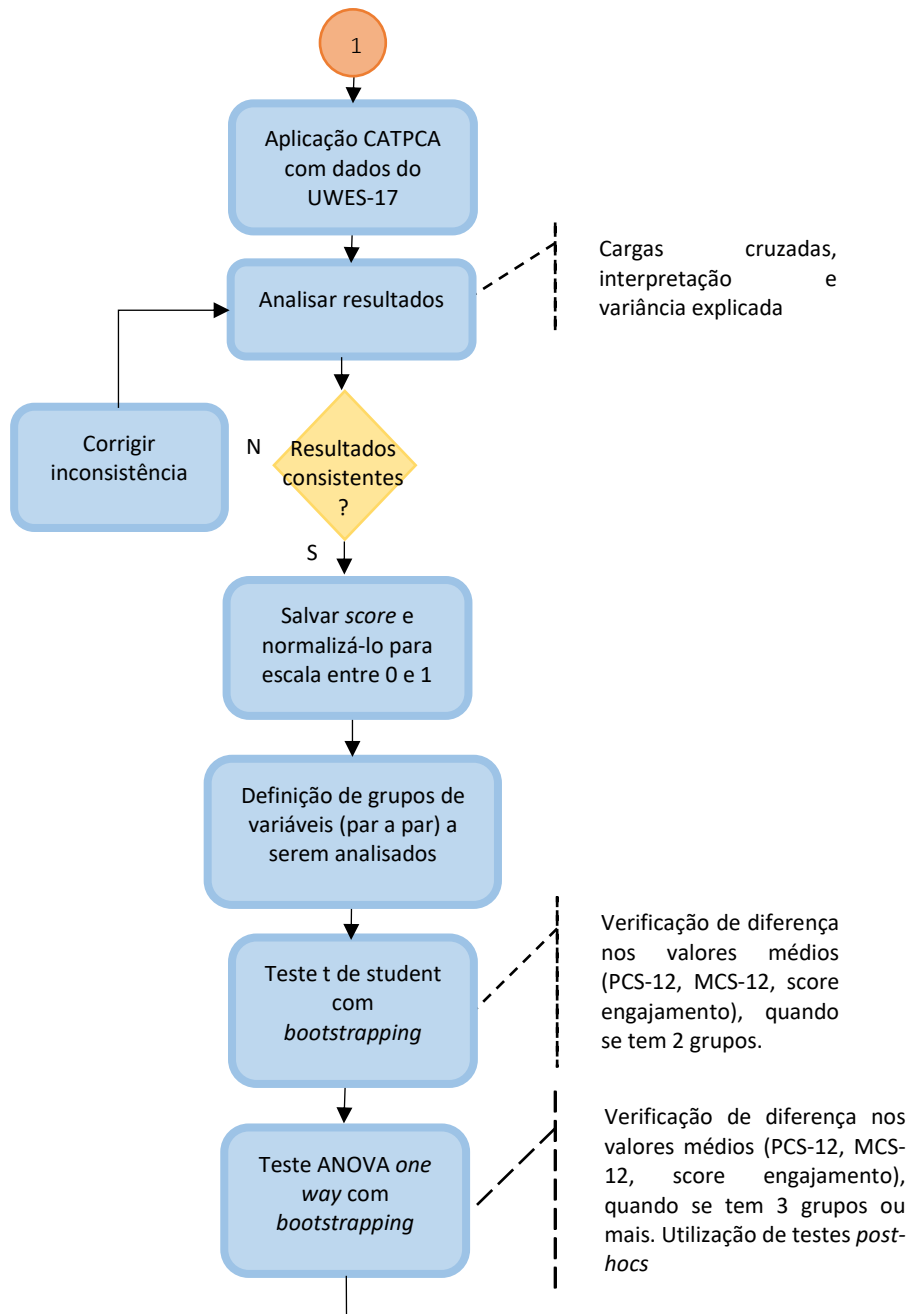 1
Aplicação CATPCA
com dados do
UWES-17
Cargas cruzadas,
interpretação e
variância explicada
Analisar resultados
Corrigir
inconsistência
N
Resultados
consistentes
?
S
Salvar score e
normalizá-lo para
escala entre 0 e 1
Definição de grupos de
variáveis (par a par) a
serem analisados
Teste t de student
com
bootstrapping
Verificação de diferença
nos valores médios
(PCS-12, MCS-12, score
engajamento), quando
se tem 2 grupos.
Teste ANOVA one
way com
bootstrapping
Verificação de diferença nos
valores médios (PCS-12, MCS-
12, score engajamento),
quando se tem 3 grupos ou
mais. Utilização de testes post-
hocs